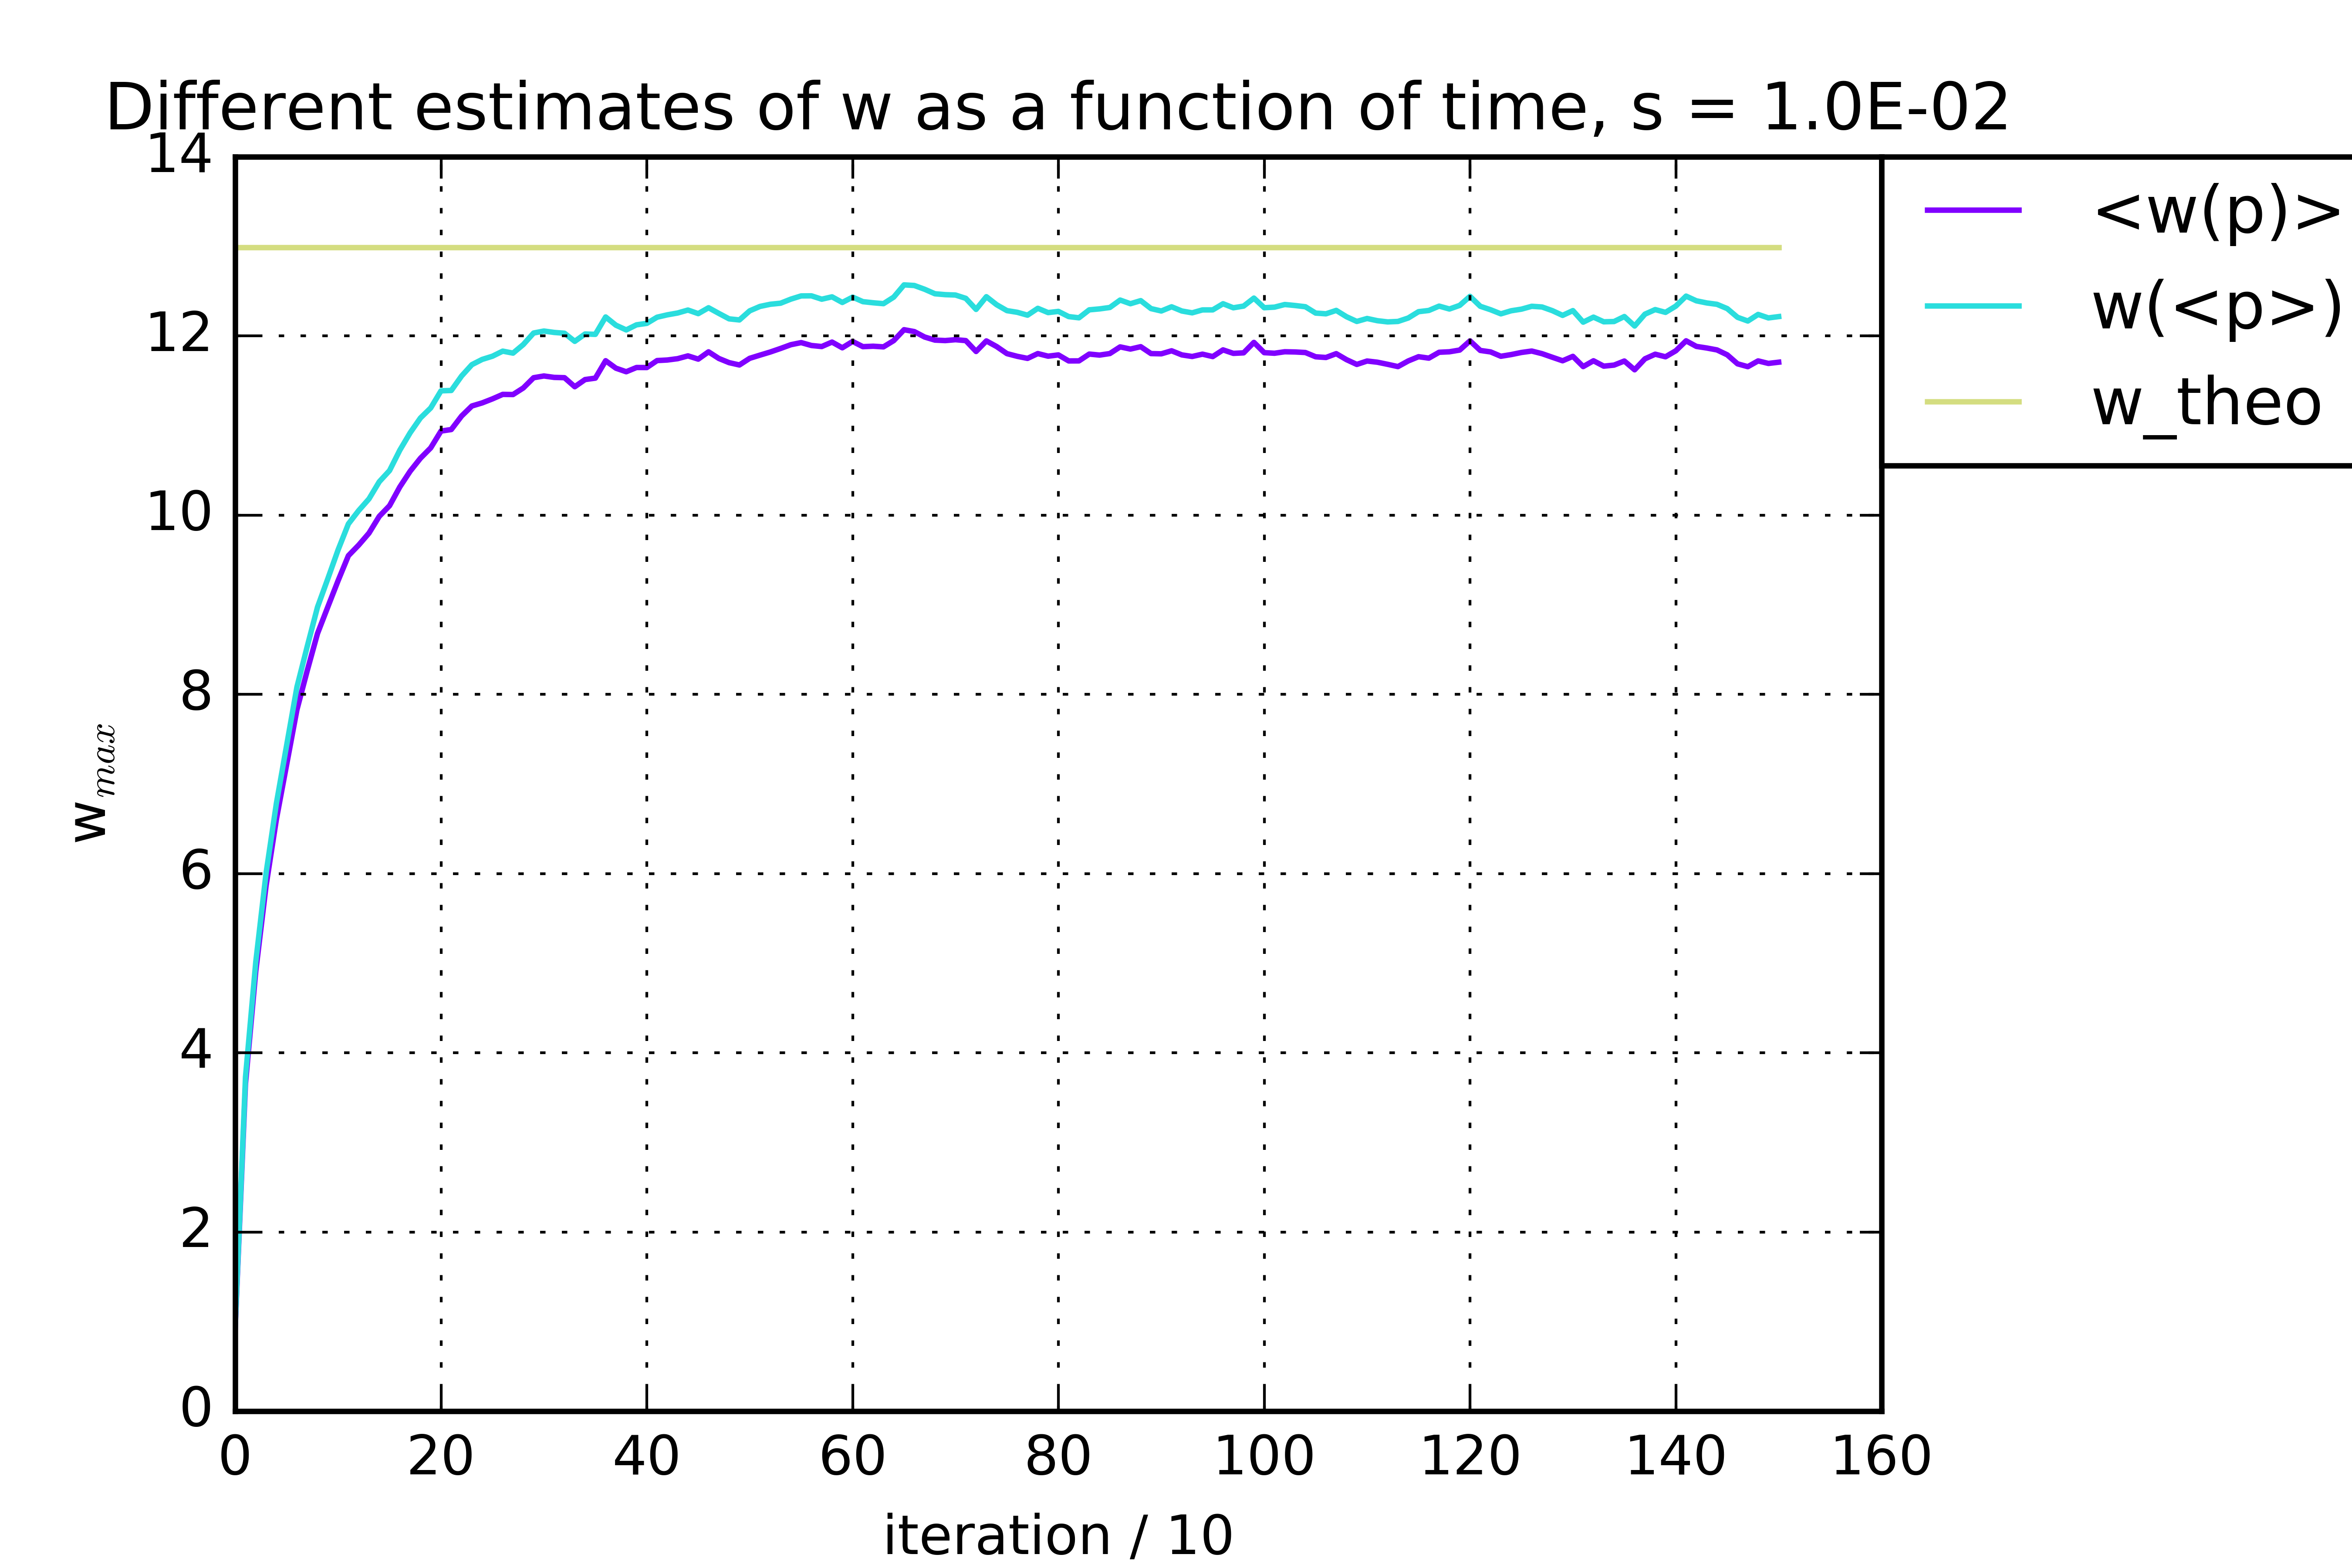 Different estimates of w as a function of time, s = 1.0E-02
14
12
10
8
6
4
2
0
w_max
0 20 40 60 80 100 120 140 160
iteration / 10
<w(p)>
w(<p>)
w_theo